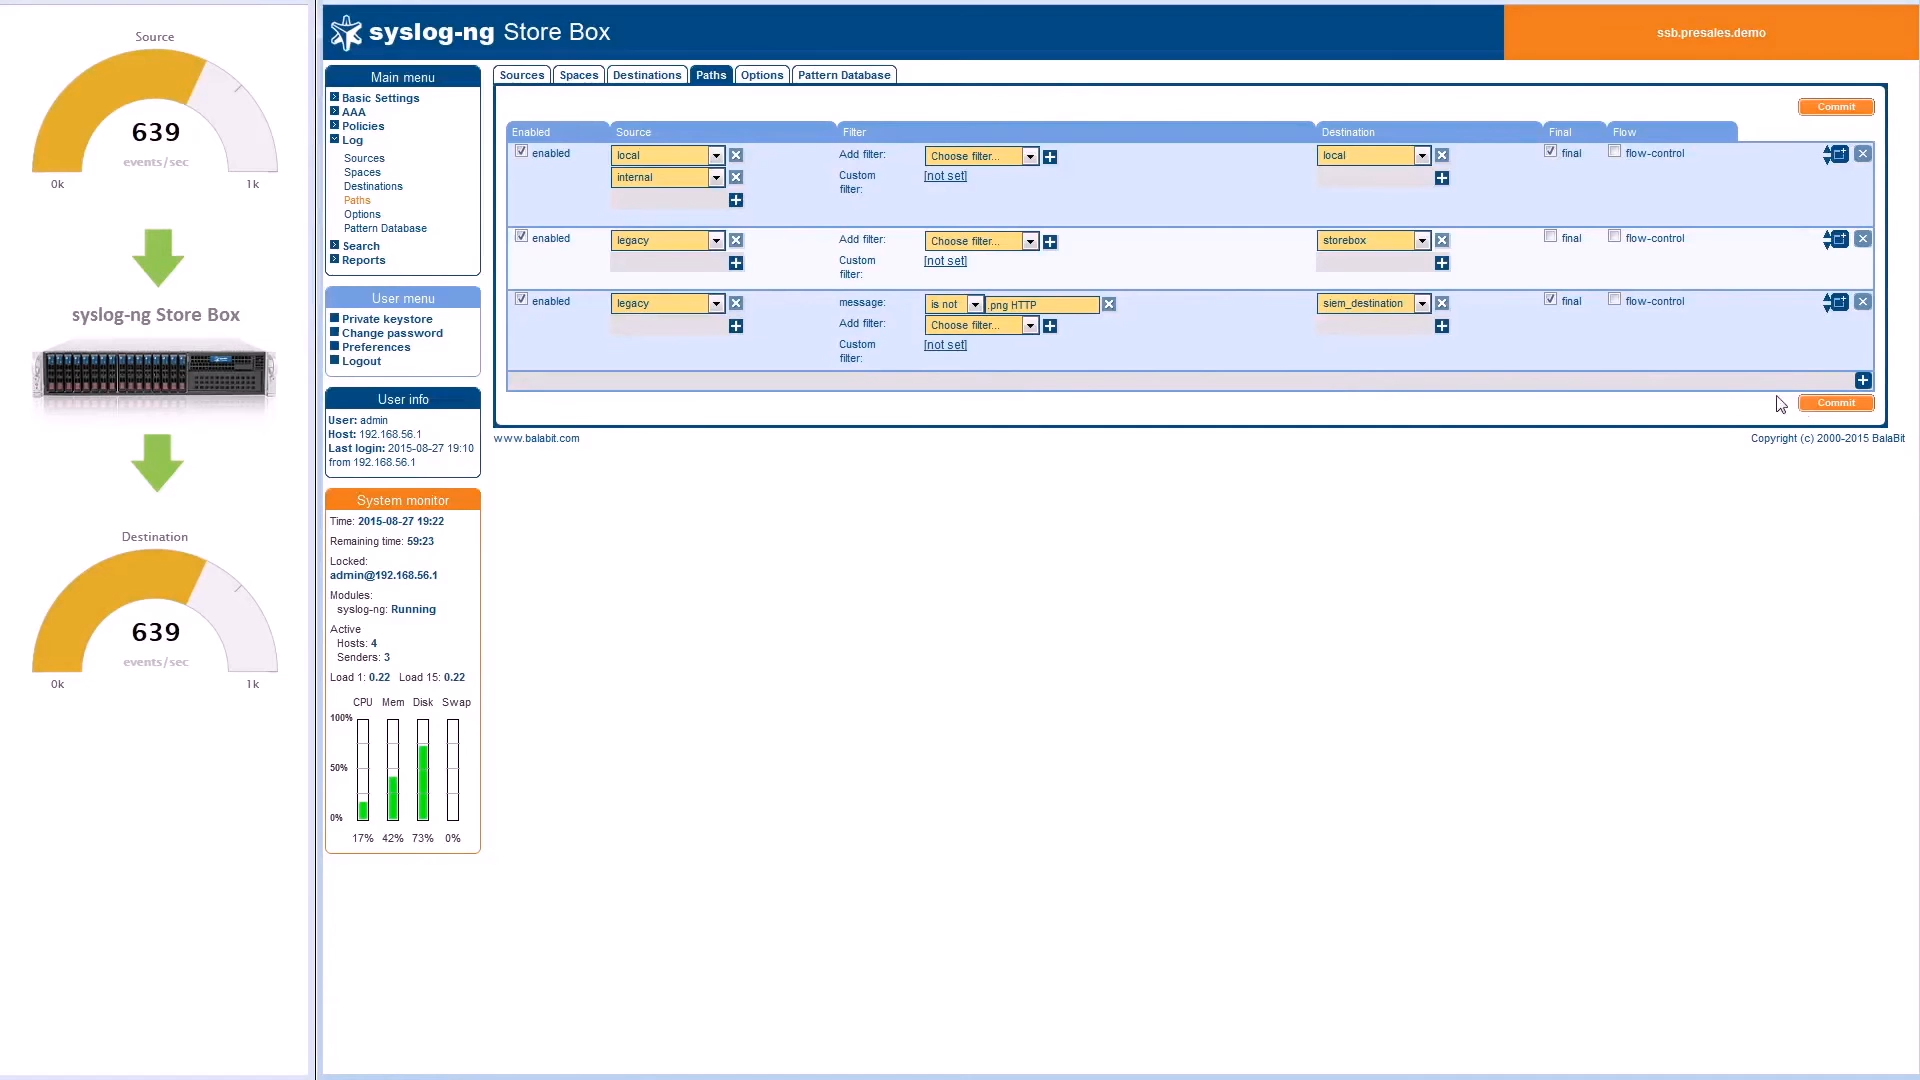 Source
639
events/sec
0k 1k
syslog-ng Store Box
Destination
639
events/sec
0k 1k
syslog-ng Store Box
ssb.presales.demo
Main menu
Basic Settings
AAA
Policies
Log
Sources
Spaces
Destinations
Paths
Options
Pattern Database
Search
Reports
User menu
Private keystore
Change password
Preferences
Logout
User info
User: admin
Host: 192.168.56.1
Last login: 2015-08-27 19:10
from 192.168.56.1
System monitor
Time: 2015-08-27 19:22
Remaining time: 59:23
Locked:
admin@192.168.56.1
Modules:
syslog-ng: Running
Active
Hosts: 4
Senders: 3
Load 1: 0.22 Load 15: 0.22
CPU Mem Disk Swap
100%
50%
0%
17% 42% 73% 0%
Sources Spaces Destinations Paths Options Pattern Database
Commit
Enabled Source Filter Destination Final Flow
enabled local Add filter: Choose filter... local final flow-control
internal Custom [not set]
filter:
enabled legacy Add filter: Choose filter... storebox final flow-control
Custom [not set]
filter:
enabled legacy message: is not .png HTTP siem_destination final flow-control
Add filter: Choose filter...
Custom [not set]
filter:
Commit
www.balabit.com Copyright (c) 2000-2015 BalaBit